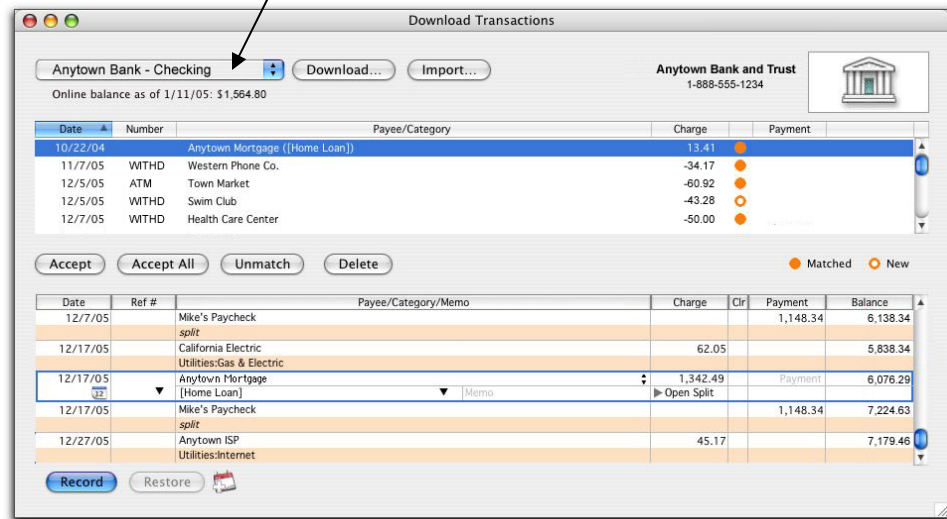 Download Transactions
Anytown Bank - Checking Download... Import... Anytown Bank and Trust
1-888-555-1234
Online balance as of 1/11/05: $1,564.80
Date Number Payee/Category Charge Payment
10/22/04 Anytown Mortgage ([Home Loan]) 13.41
11/7/05 WITHD Western Phone Co. -34.17
12/5/05 ATM Town Market -60.92
12/5/05 WITHD Swim Club -43.28
12/7/05 WITHD Health Care Center -50.00
Accept Accept All Unmatch Delete Matched New
Date Ref # Payee/Category/Memo Charge Clr Payment Balance
12/7/05 Mike's Paycheck 1,148.34 6,138.34
split
12/17/05 California Electric 62.05 5,838.34
Utilities:Gas & Electric
12/17/05 Anytown Mortgage 1,342.49 Payment 6,076.29
[Home Loan] Memo Open Split
12/17/05 Mike's Paycheck 1,148.34 7,224.63
split
12/27/05 Anytown ISP 45.17 7,179.46
Utilities:Internet
Record Restore